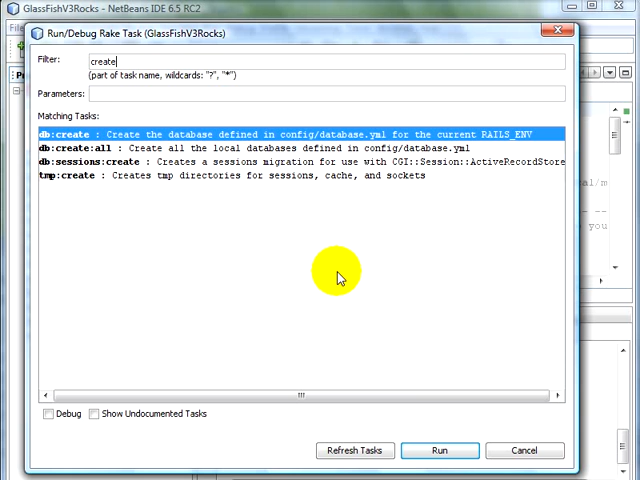 GlassFishV3Rocks - NetBeans IDE 6.5 RC2
Run/Debug Rake Task (GlassFishV3Rocks)
Filter:
create
(part of task name, wildcards: "?", "*")
Parameters:
Matching Tasks:
db:create : Create the database defined in config/database.yml for the current RAILS_ENV
db:create:all : Create all the local databases defined in config/database.yml
db:sessions:create : Creates a sessions migration for use with CGI::Session::ActiveRecordStore
tmp:create : Creates tmp directories for sessions, cache, and sockets
al/m
you
Debug
Show Undocumented Tasks
Refresh Tasks
Run
Cancel